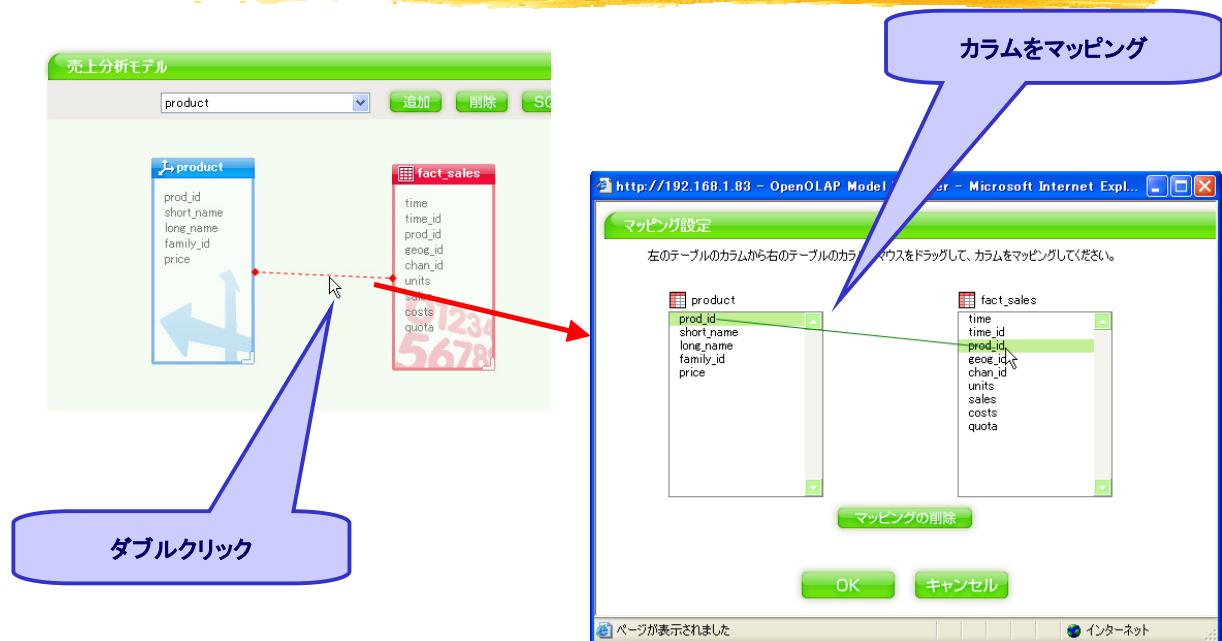 カラムをマッピング
売上分析モデル
product
追加
削除
product
prod_id
short_name
long_name
family_id
price
fact_sales
time
time_id
prod_id
geog_id
chan_id
units
sales
costs
quota
ダブルクリック
http://192.168.1.83 - OpenOLAP Model - Microsoft Internet Expl...
マッピング設定
左のテーブルのカラムから右のテーブルのカラ マウスをドラッグして、カラムをマッピングしてください。
product
prod_id
short_name
long_name
family_id
price
fact_sales
time
time_id
prod_id
geog_id
chan_id
units
sales
costs
quota
マッピングの削除
OK
キャンセル
ページが表示されました
インターネット